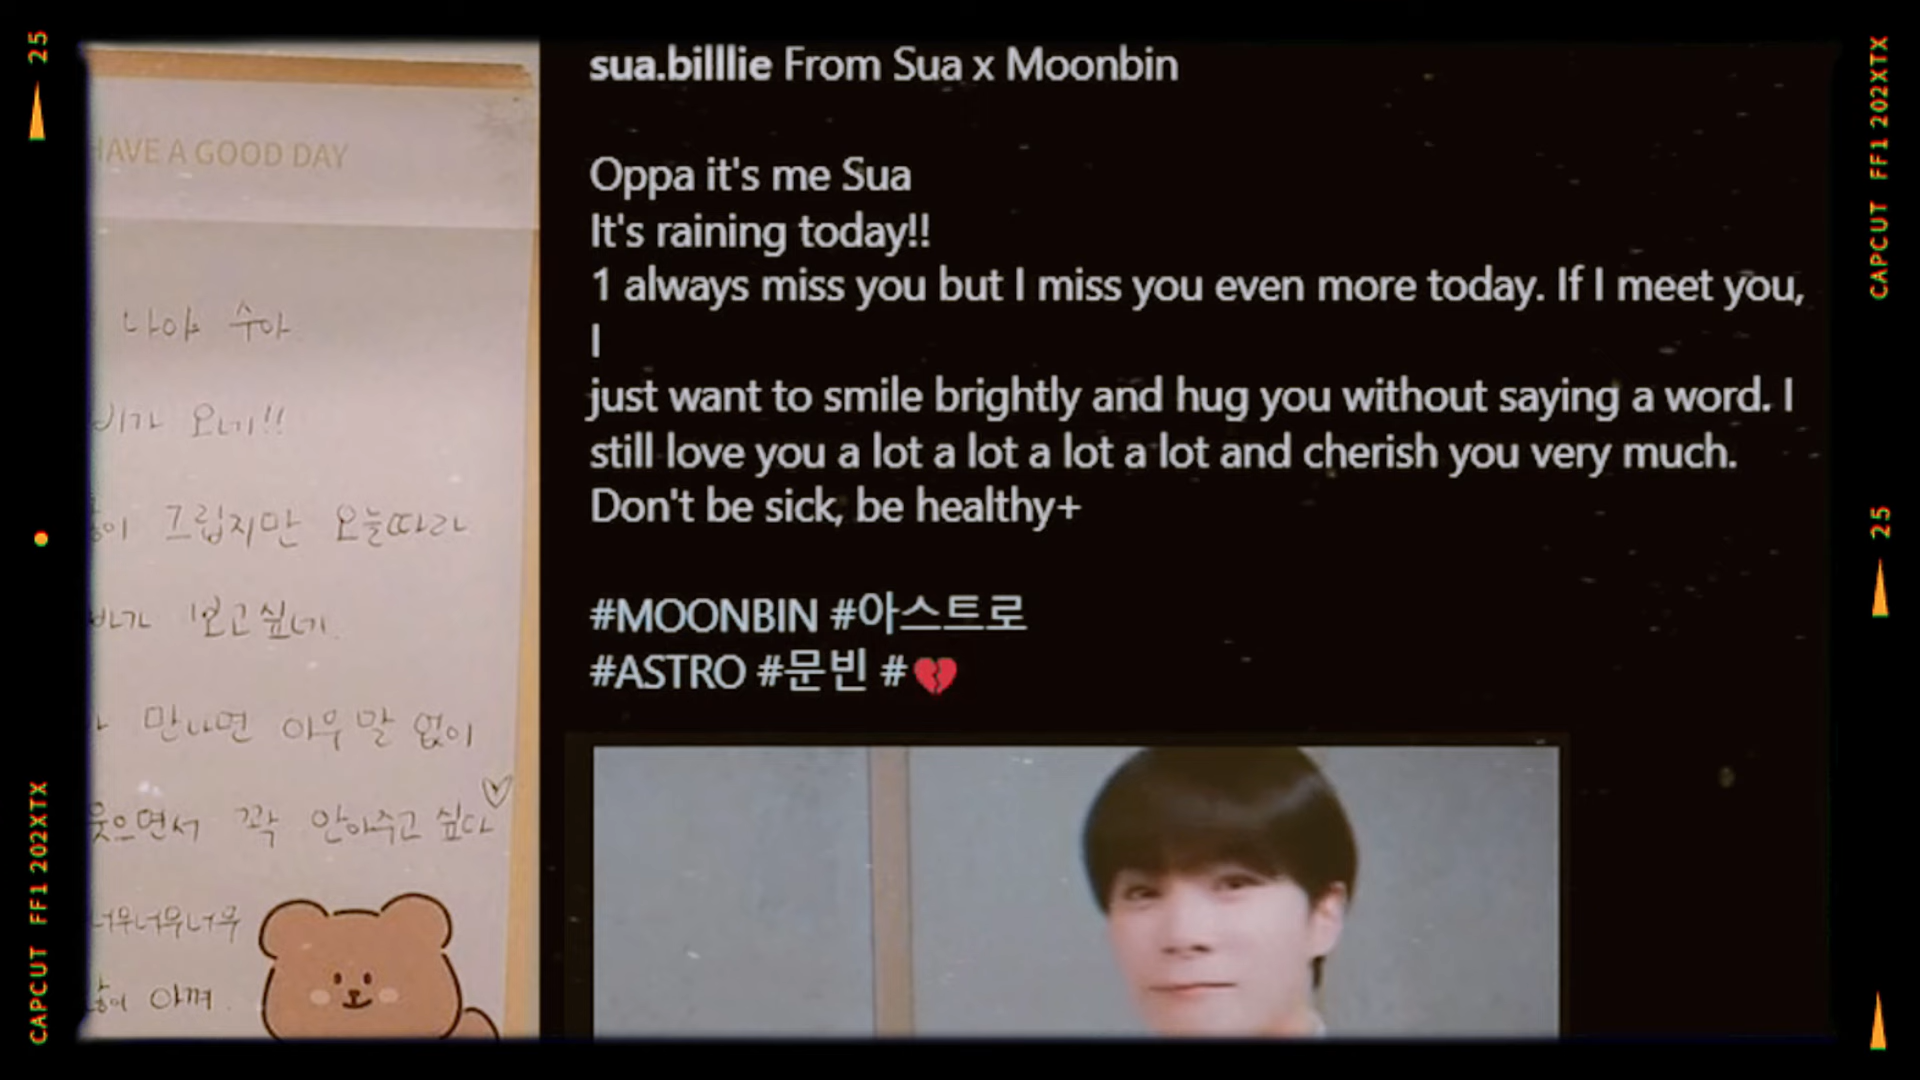 HAVE A GOOD DAY
나야 수아
비가 오네!!
많이 그립지만 오늘따라
보고싶네.
만나면 아무 말 없이
웃으면서 꽉 안아주고 싶다
너무너무너무
많이 아껴.
sua.billlie From Sua x Moonbin
Oppa it's me Sua
It's raining today!!
1 always miss you but I miss you even more today. If I meet you,
I
just want to smile brightly and hug you without saying a word. I
still love you a lot a lot a lot a lot and cherish you very much.
Don't be sick, be healthy+
#MOONBIN #아스트로
#ASTRO #문빈 #💔
25
CAPCUT FF1 202XTX
CAPCUT FF1 202XTX
25